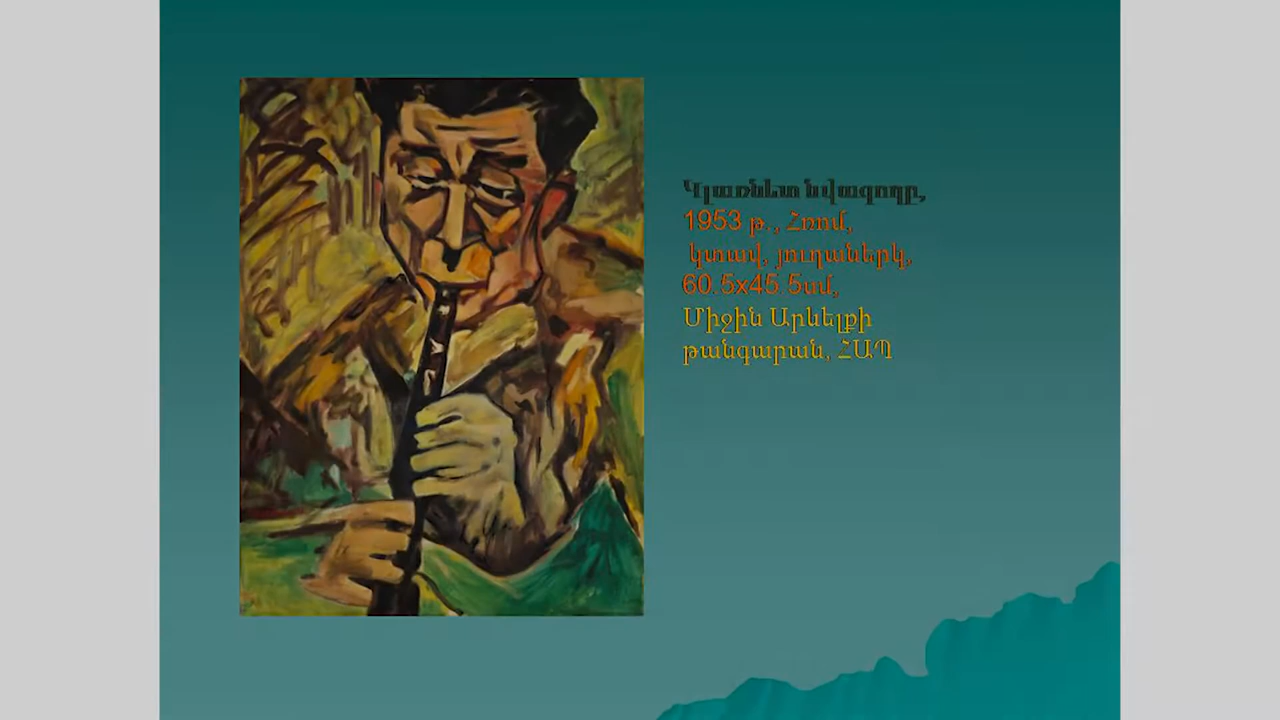 Կլառնետ նվագողը,
1953 թ., Հռոմ,
կտավ, յուղաներկ,
60.5x45.5սմ,
Միջին Արևելքի
թանգարան, ՀԱՊ